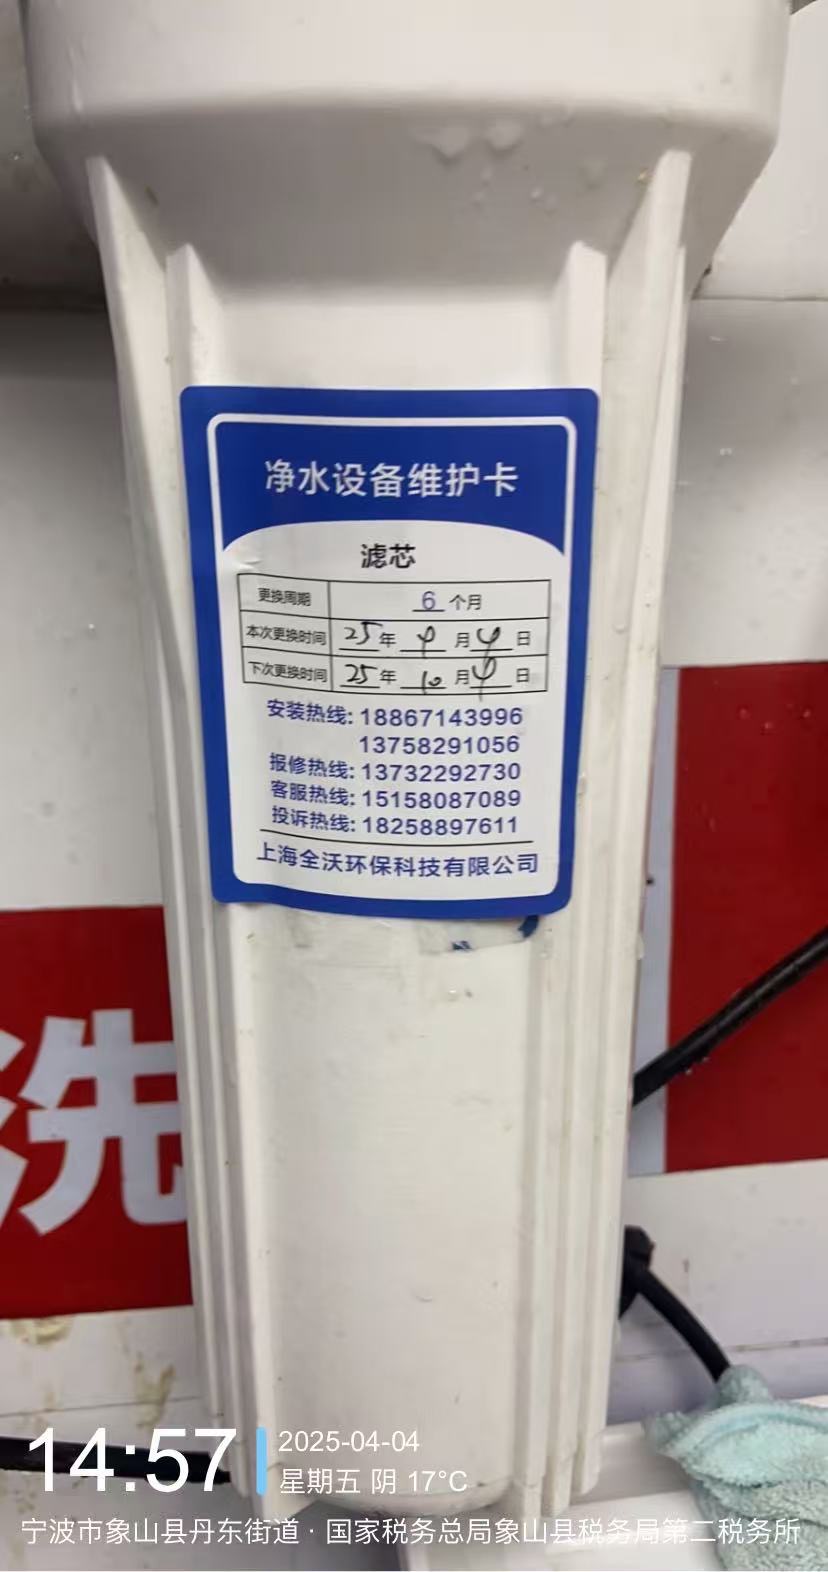 净水设备维护卡
滤芯
更换周期 6 个月
本次更换时间 25 年 4 月 4 日
下次更换时间 25 年 10 月 4 日
安装热线: 18867143996
13758291056
报修热线: 13732292730
客服热线: 15158087089
投诉热线: 18258897611
上海全沃环保科技有限公司
洗
14:57
2025-04-04
星期五 阴 17°C
宁波市象山县丹东街道 · 国家税务总局象山县税务局第二税务所